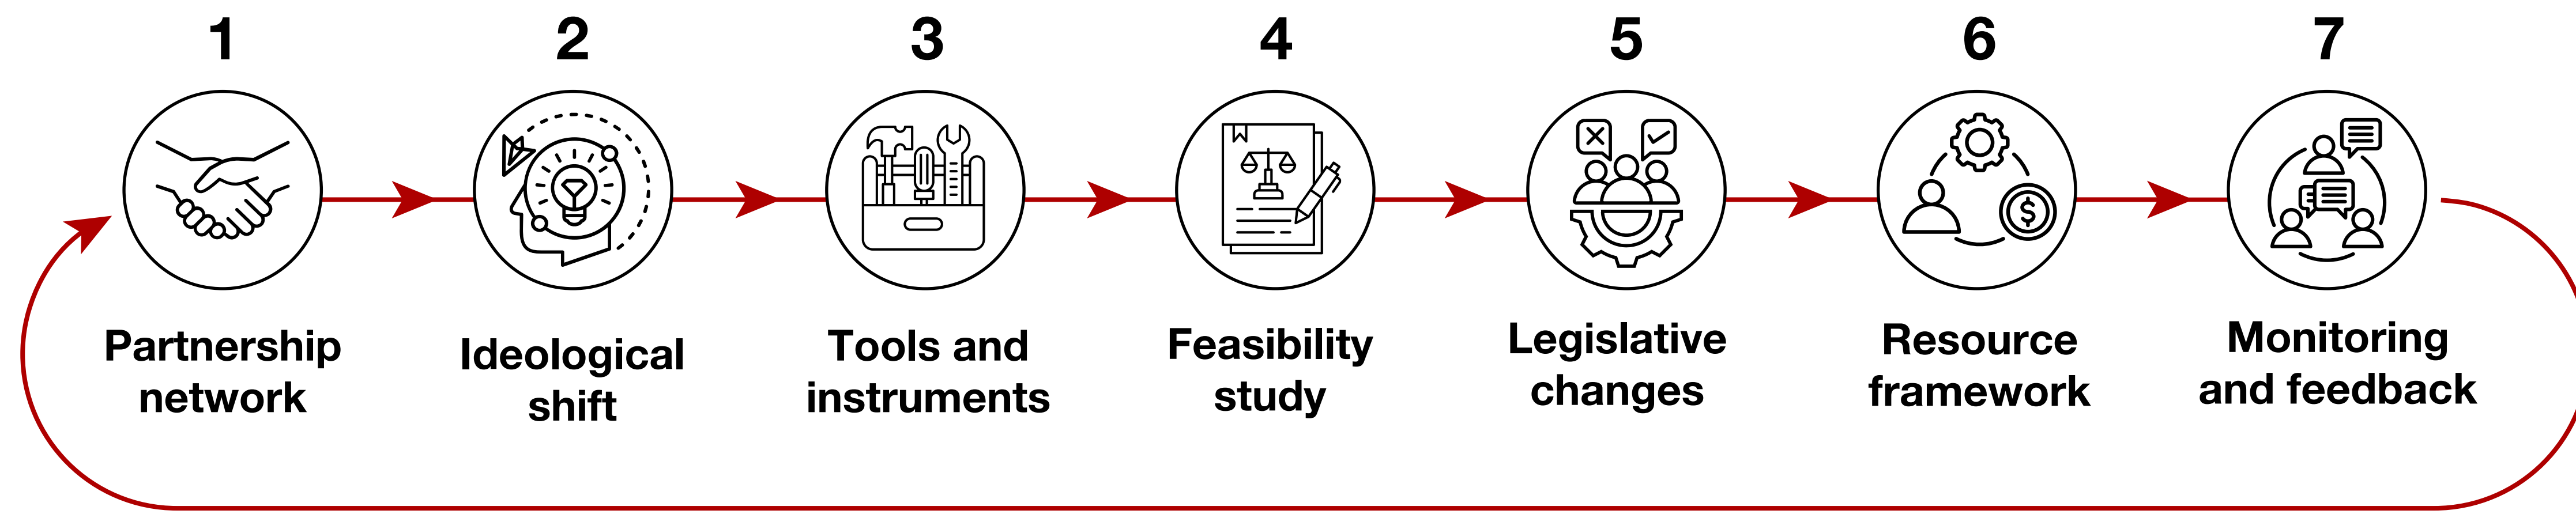 1
Partnership
network
2
Ideological
shift
3
Tools and
instruments
4
Feasibility
study
5
Legislative
changes
6
Resource
framework
$
7
Monitoring
and feedback